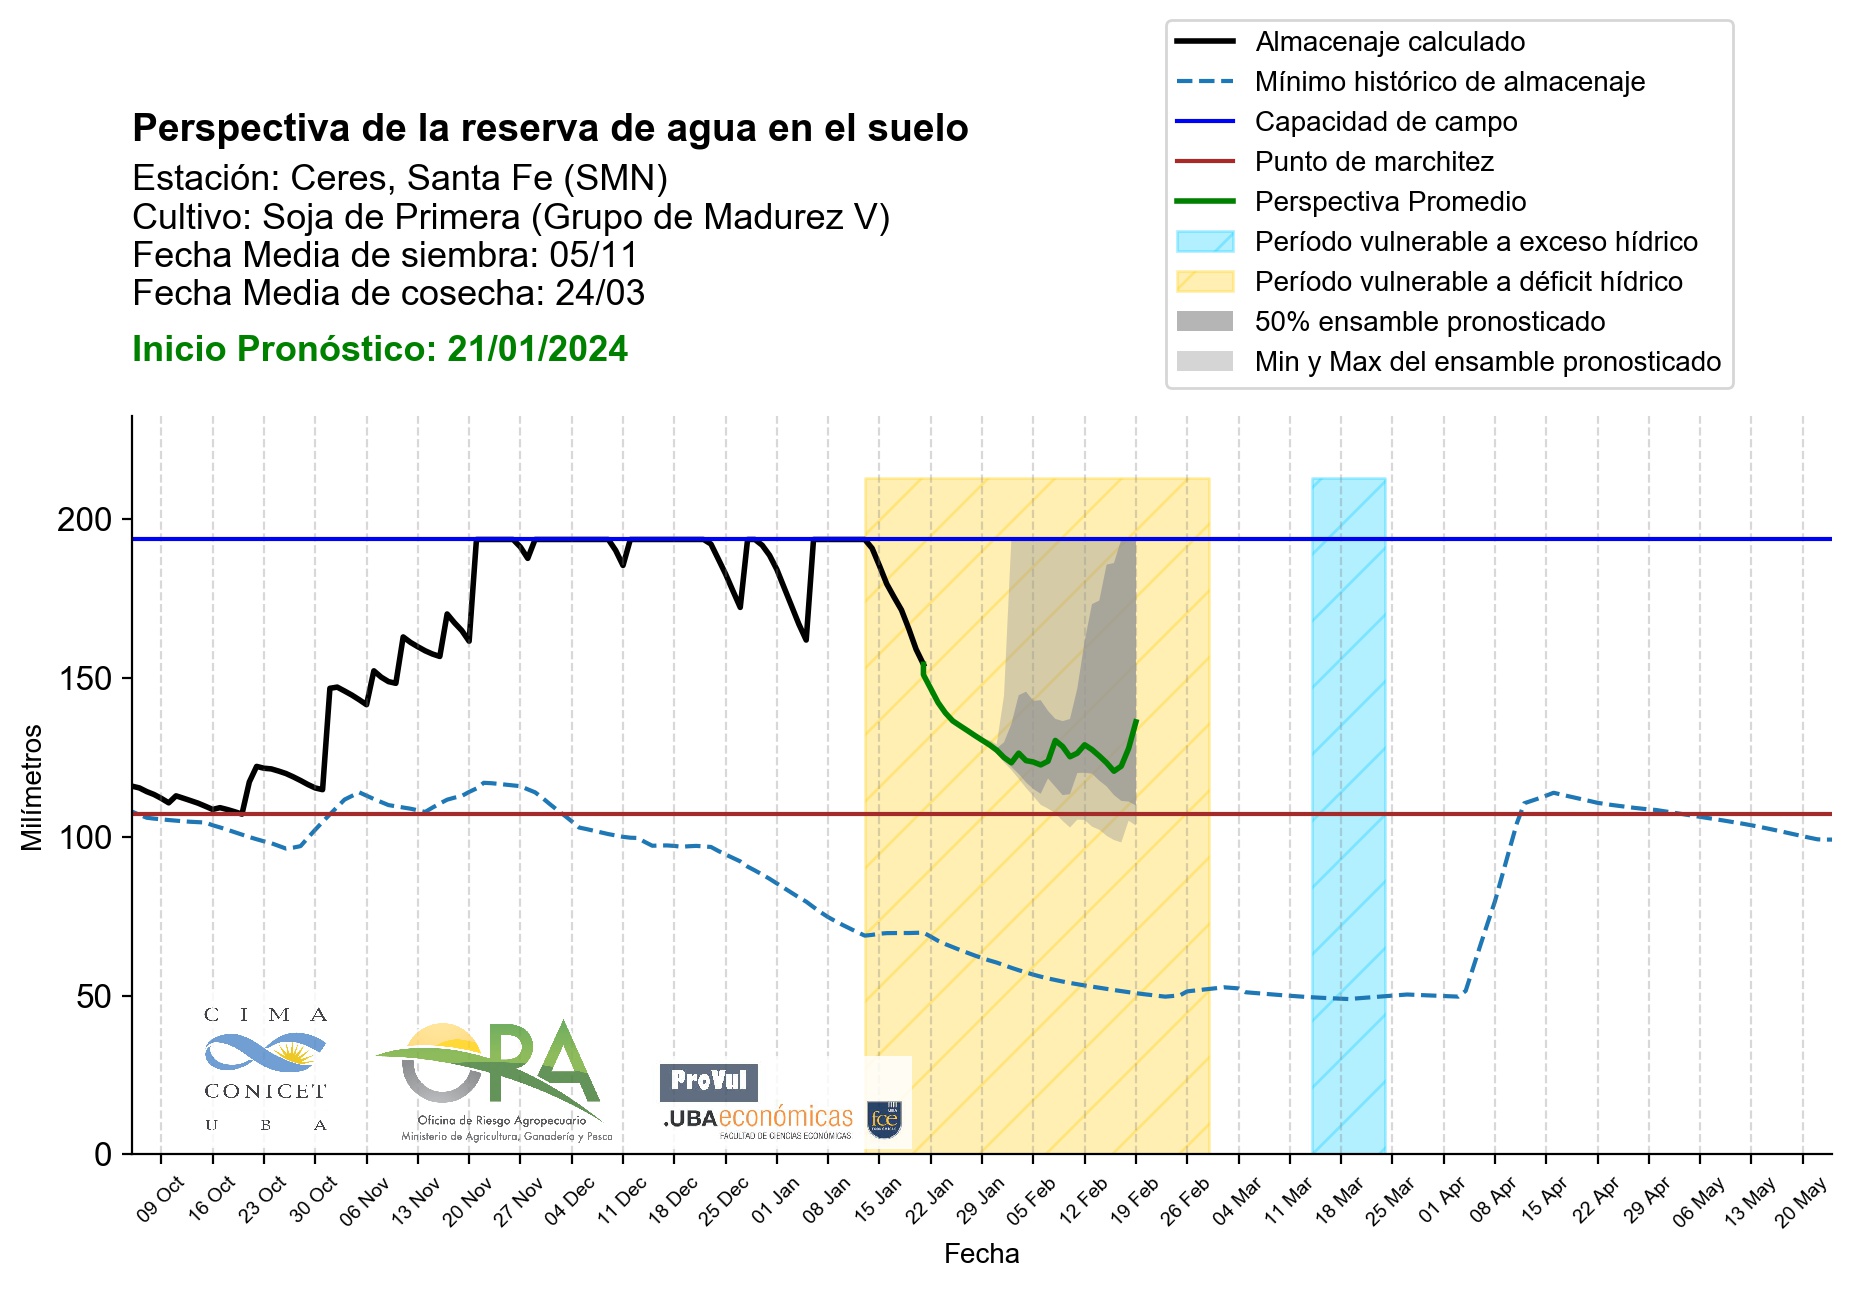 Almacenaje calculado
Mínimo histórico de almacenaje
Capacidad de campo
Punto de marchitez
Perspectiva Promedio
Período vulnerable a exceso hídrico
Período vulnerable a déficit hídrico
50% ensamble pronosticado
Min y Max del ensamble pronosticado
Perspectiva de la reserva de agua en el suelo
Estación: Ceres, Santa Fe (SMN)
Cultivo: Soja de Primera (Grupo de Madurez V)
Fecha Media de siembra: 05/11
Fecha Media de cosecha: 24/03
Inicio Pronóstico: 21/01/2024
Milímetros
200
150
100
50
0
CIMA
CONICET
UBA
OPA
Oficina de Riesgo Agropecuario
Ministerio de Agricultura, Ganadería y Pesca
ProVul
.UBAeconómicas
FACULTAD DE CIENCIAS ECONÓMICAS
fce
09 Oct
16 Oct
23 Oct
30 Oct
06 Nov
13 Nov
20 Nov
27 Nov
04 Dec
11 Dec
18 Dec
25 Dec
01 Jan
08 Jan
15 Jan
22 Jan
29 Jan
05 Feb
12 Feb
19 Feb
26 Feb
04 Mar
11 Mar
18 Mar
25 Mar
01 Apr
08 Apr
15 Apr
22 Apr
29 Apr
06 May
13 May
20 May
Fecha